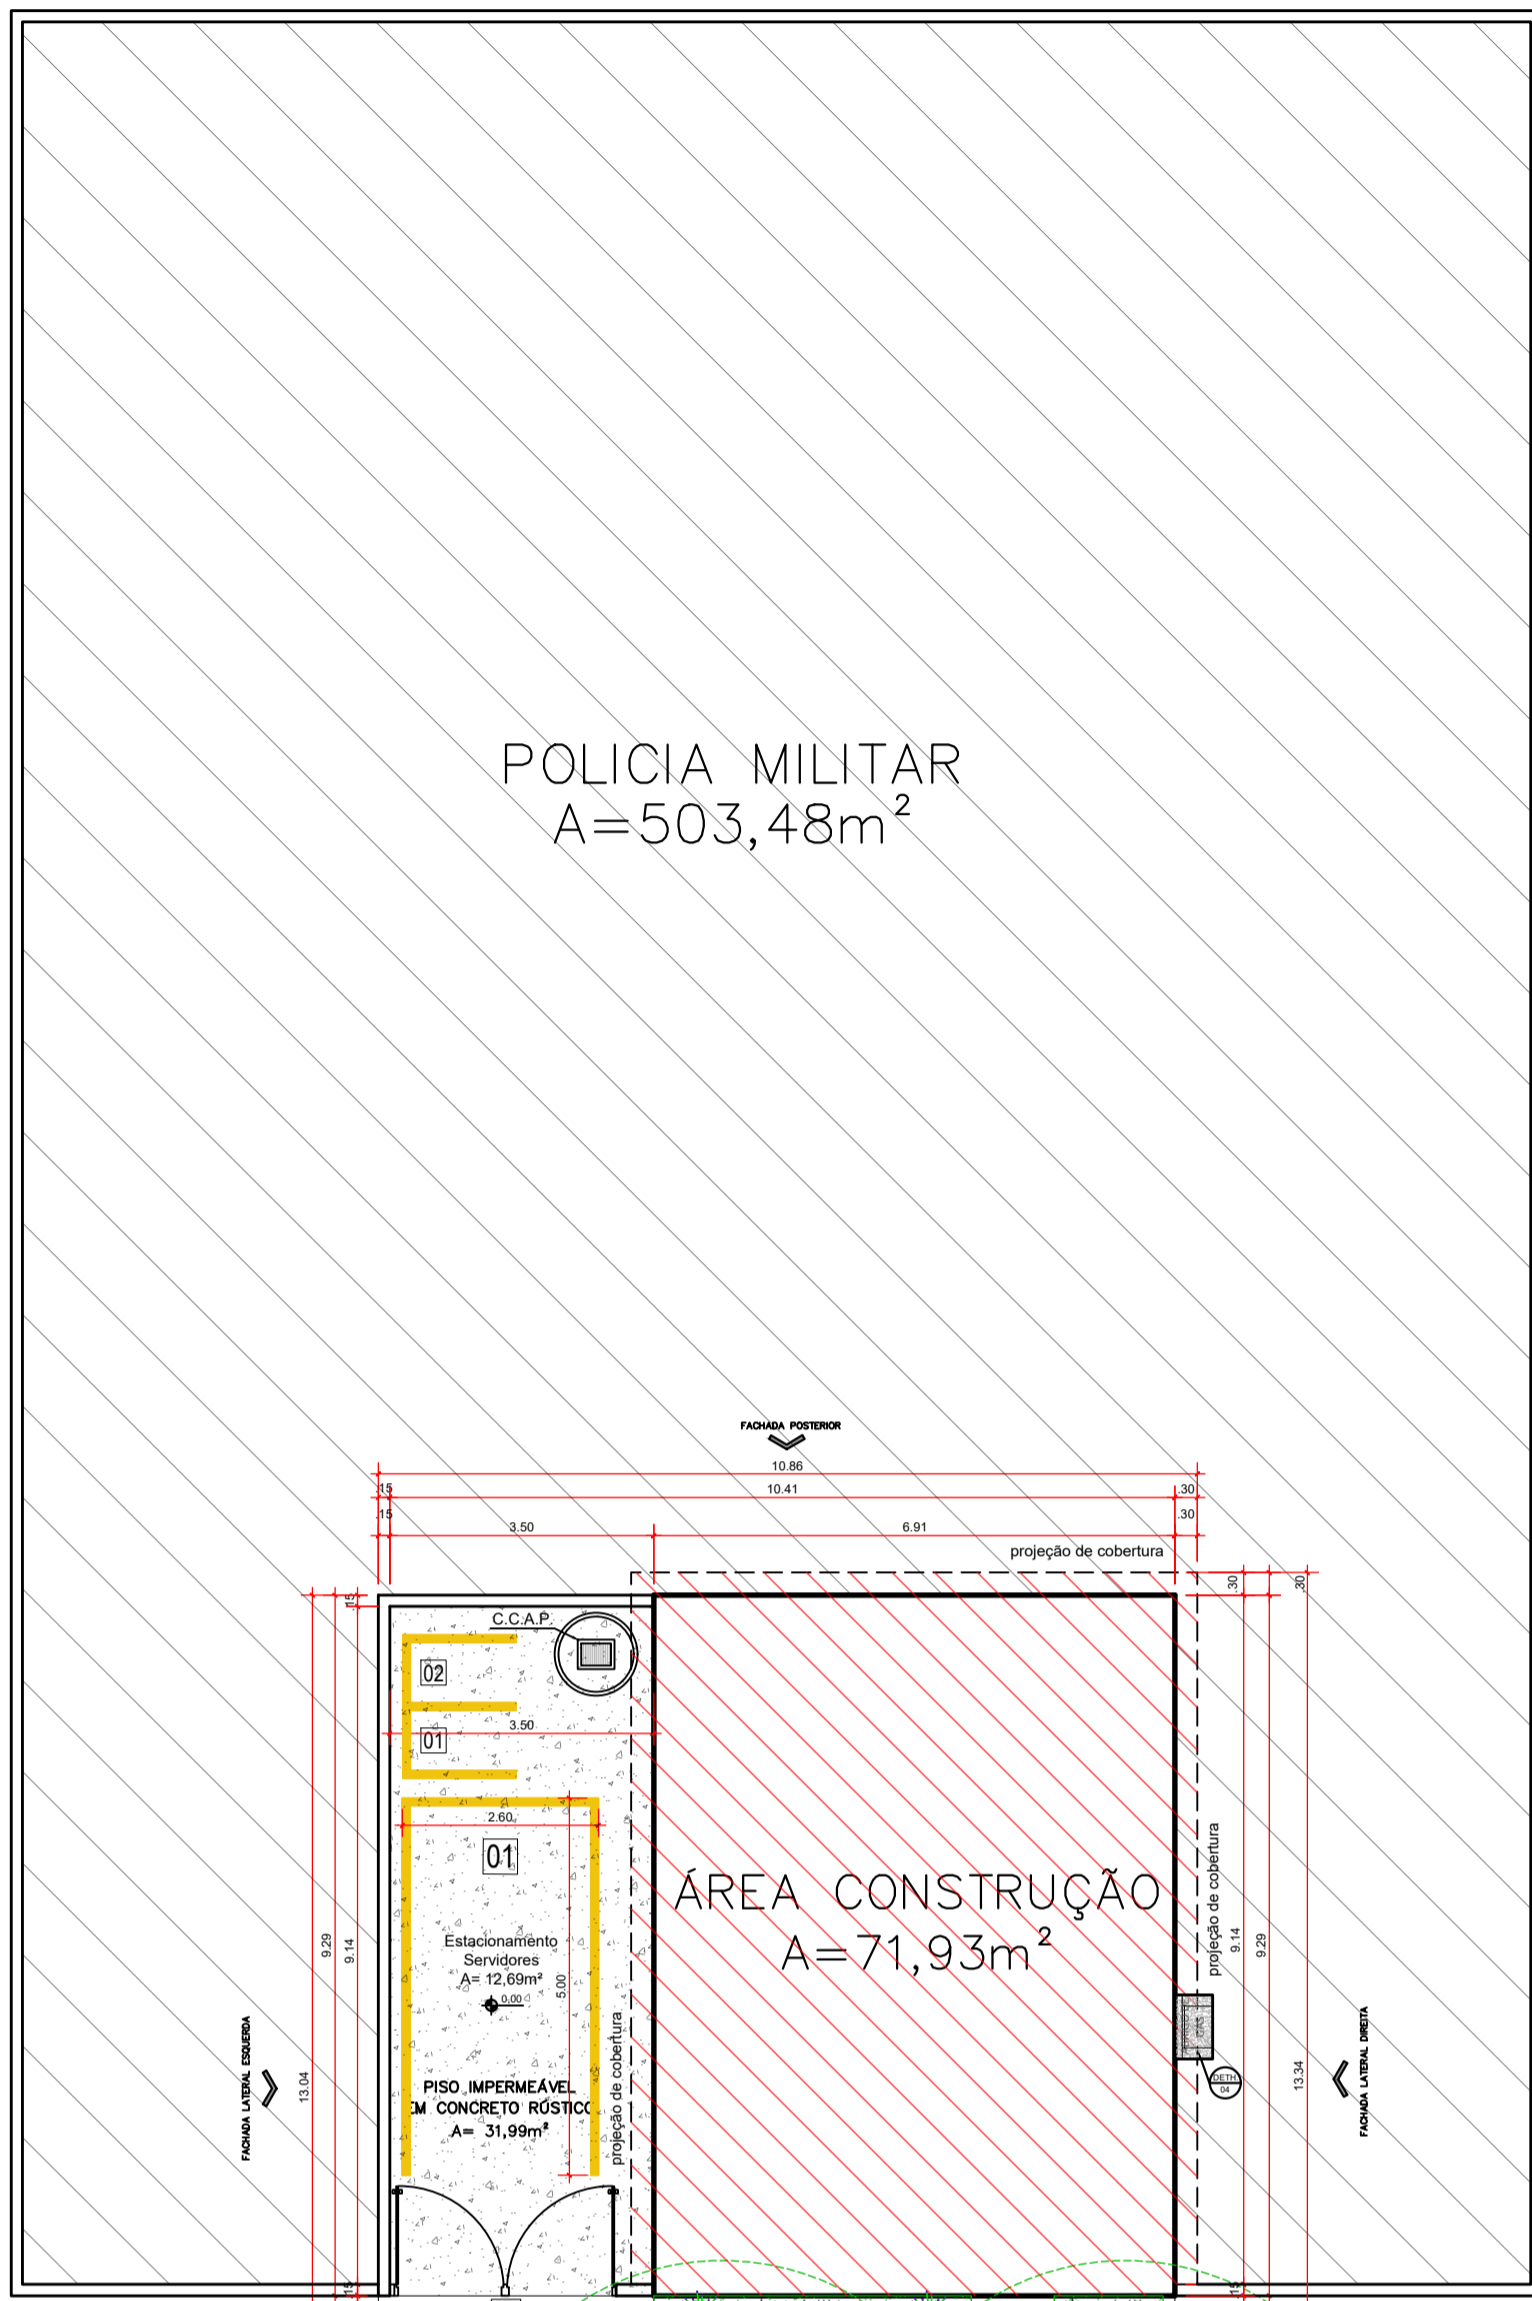 POLICIA MILITAR
A=503,48m²
FACHADA POSTERIOR
10.86
.15
10.41
.30
.15
3.50
6.91
.30
projeção de cobertura
.15
.30
.30
C.C.A.P.
02
3.50
01
2.60
01
ÁREA CONSTRUÇÃO
A=71,93m²
projeção de cobertura
Estacionamento
Servidores
A= 12,69m²
0,00
5.00
9.29
9.14
9.14
9.29
GAS
PISO IMPERMEÁVEL
EM CONCRETO RÚSTICO
A= 31,99m²
projeção de cobertura
FACHADA LATERAL ESQUERDA
13.04
DETH
04
13.34
FACHADA LATERAL DIREITA
.15
.15